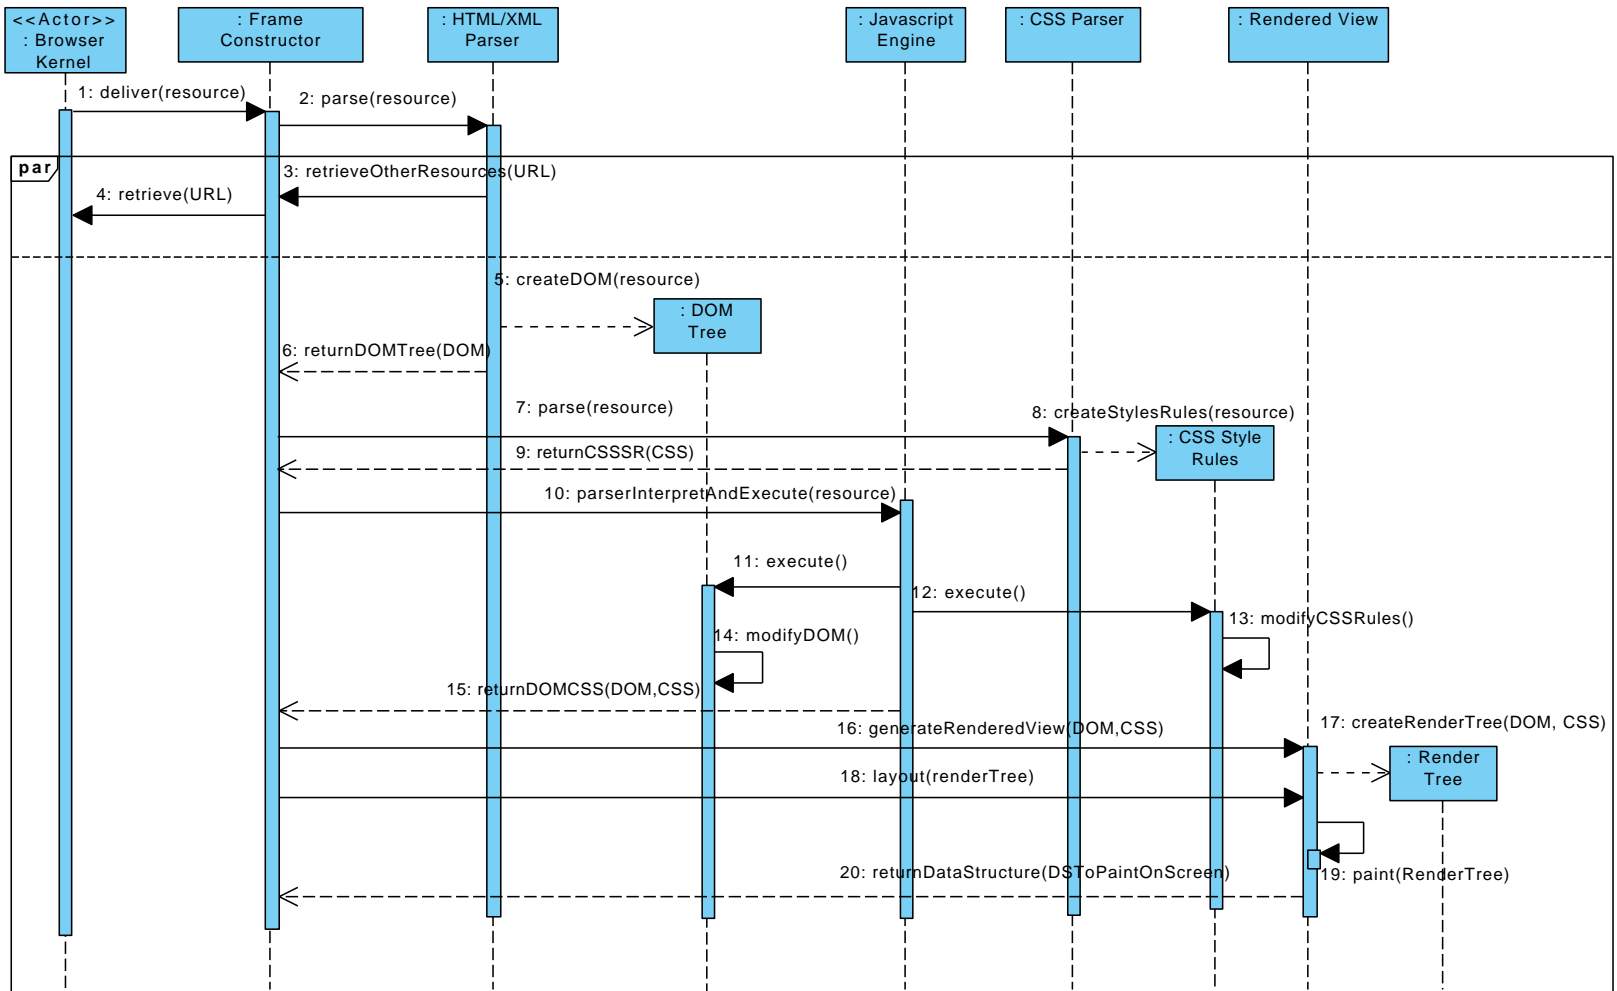 <<Actor>>
: Browser
Kernel
: Frame
Constructor
: HTML/XML
Parser
: Javascript
Engine
: CSS Parser
: Rendered View
1: deliver(resource)
2: parse(resource)
par
3: retrieveOtherResources(URL)
4: retrieve(URL)
5: createDOM(resource)
: DOM
Tree
6: returnDOMTree(DOM)
7: parse(resource)
8: createStylesRules(resource)
: CSS Style
Rules
9: returnCSSSR(CSS)
10: parserInterpretAndExecute(resource)
11: execute()
12: execute()
13: modifyCSSRules()
14: modifyDOM()
15: returnDOMCSS(DOM,CSS)
16: generateRenderedView(DOM,CSS)
17: createRenderTree(DOM, CSS)
: Render
Tree
18: layout(renderTree)
19: paint(RenderTree)
20: returnDataStructure(DSToPaintOnScreen)